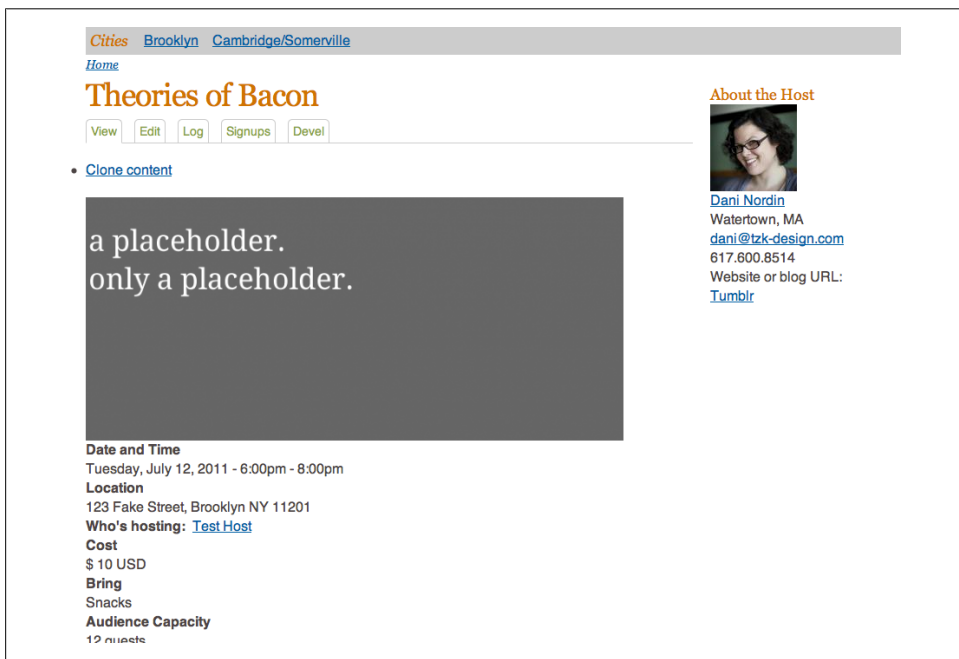 Cities Brooklyn Cambridge/Somerville
Home
Theories of Bacon
View Edit Log Signups Devel
Clone content
a placeholder.
only a placeholder.
Date and Time
Tuesday, July 12, 2011 - 6:00pm - 8:00pm
Location
123 Fake Street, Brooklyn NY 11201
Who's hosting: Test Host
Cost
$ 10 USD
Bring
Snacks
Audience Capacity
12 guests
About the Host
Dani Nordin
Watertown, MA
dani@tzk-design.com
617.600.8514
Website or blog URL:
Tumblr